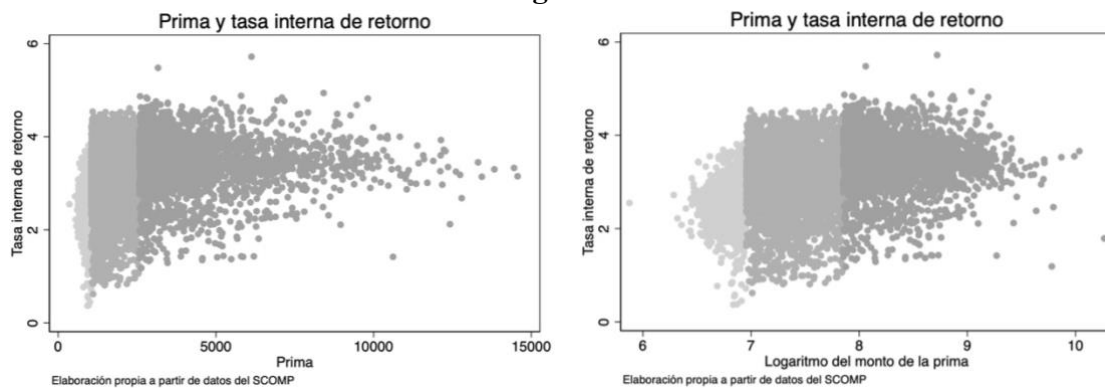 Prima y tasa interna de retorno
Tasa interna de retorno
6
4
2
0
0 5000 10000 15000
Prima
Elaboración propia a partir de datos del SCOMP
Prima y tasa interna de retorno
Tasa interna de retorno
6
4
2
0
6 7 8 9 10
Logaritmo del monto de la prima
Elaboración propia a partir de datos del SCOMP